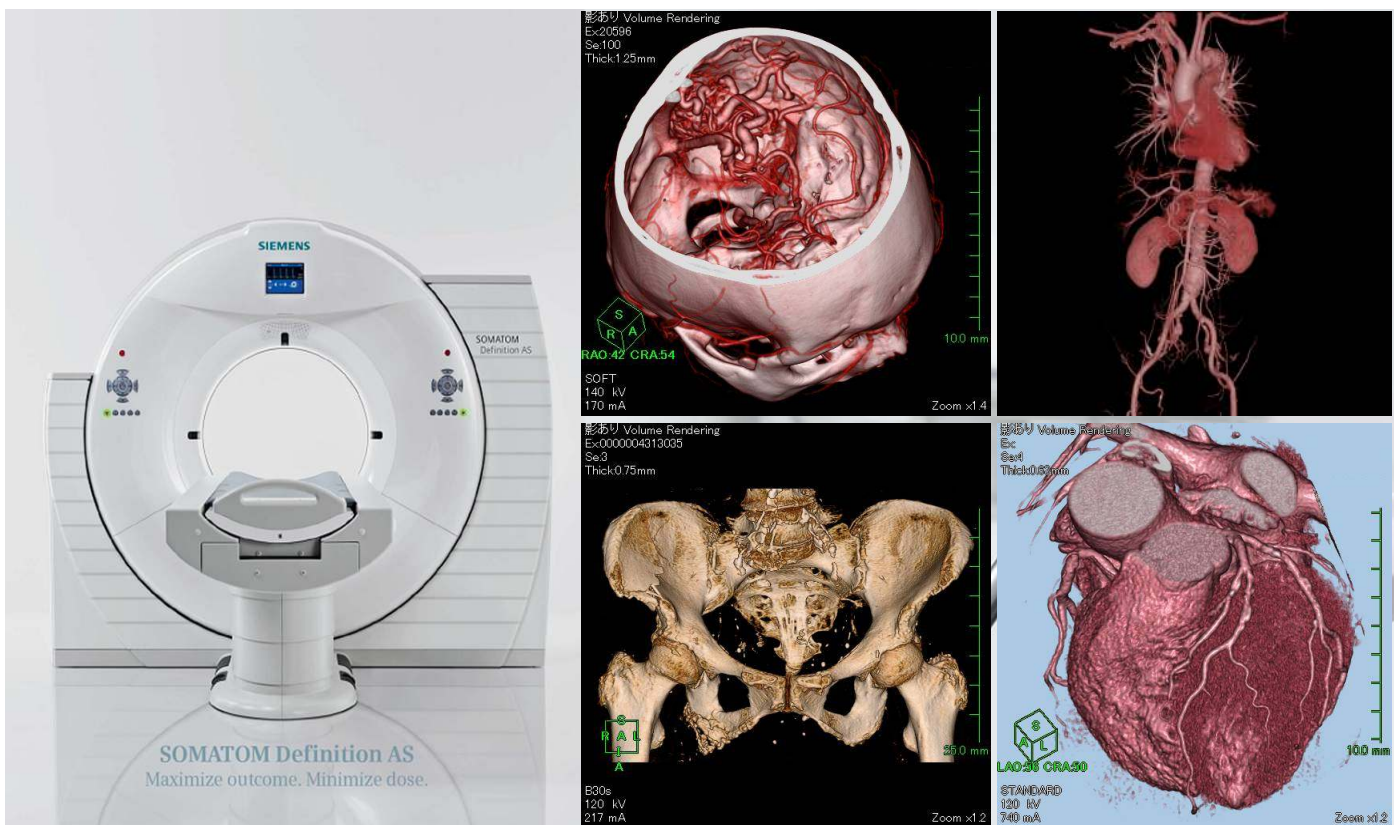 SIEMENS
SOMATOM
Definition AS
SOMATOM Definition AS
Maximize outcome. Minimize dose.
影あり Volume Rendering
Ex:20596
Se:100
Thick:1.25mm
10.0 mm
S
R A
RAO:42 CRA:54
SOFT
140 kV
170 mA
Zoom x1.4
影あり Volume Rendering
Ex:0000004313035
Se:3
Thick:0.75mm
25.0 mm
S
R A L
I
A
B30s
120 kV
217 mA
Zoom x1.2
影あり Volume Rendering
Ex:
Se:4
Thick:0.63mm
10.0 mm
S
A L
CRA:50
STANDARD
120 kV
740 mA
Zoom x1.2